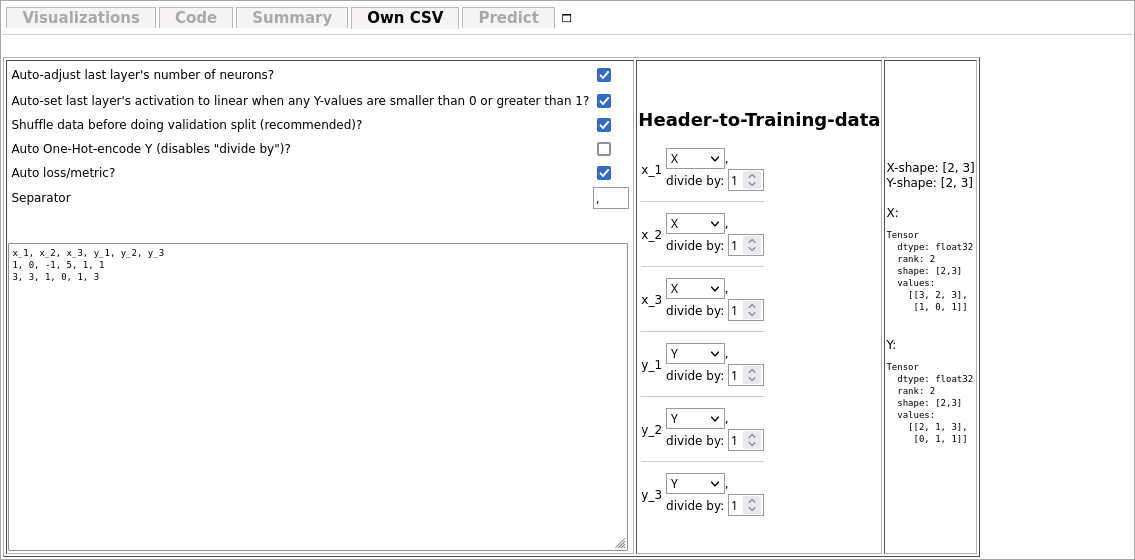 Visualizations Code Summary Own CSV Predict
Auto-adjust last layer's number of neurons?
Auto-set last layer's activation to linear when any Y-values are smaller than 0 or greater than 1?
Shuffle data before doing validation split (recommended)?
Auto One-Hot-encode Y (disables "divide by")?
Auto loss/metric?
Separator ,
x_1, x_2, x_3, y_1, y_2, y_3
1, 0, -1, 5, 1, 1
3, 3, 1, 0, 1, 3
Header-to-Training-data
x_1 X ,
divide by: 1
x_2 X ,
divide by: 1
x_3 X ,
divide by: 1
y_1 Y ,
divide by: 1
y_2 Y ,
divide by: 1
y_3 Y ,
divide by: 1
X-shape: [2, 3]
Y-shape: [2, 3]
X:
Tensor
dtype: float32
rank: 2
shape: [2,3]
values:
[[3, 2, 3],
[1, 0, 1]]
Y:
Tensor
dtype: float32
rank: 2
shape: [2,3]
values:
[[2, 1, 3],
[0, 1, 1]]